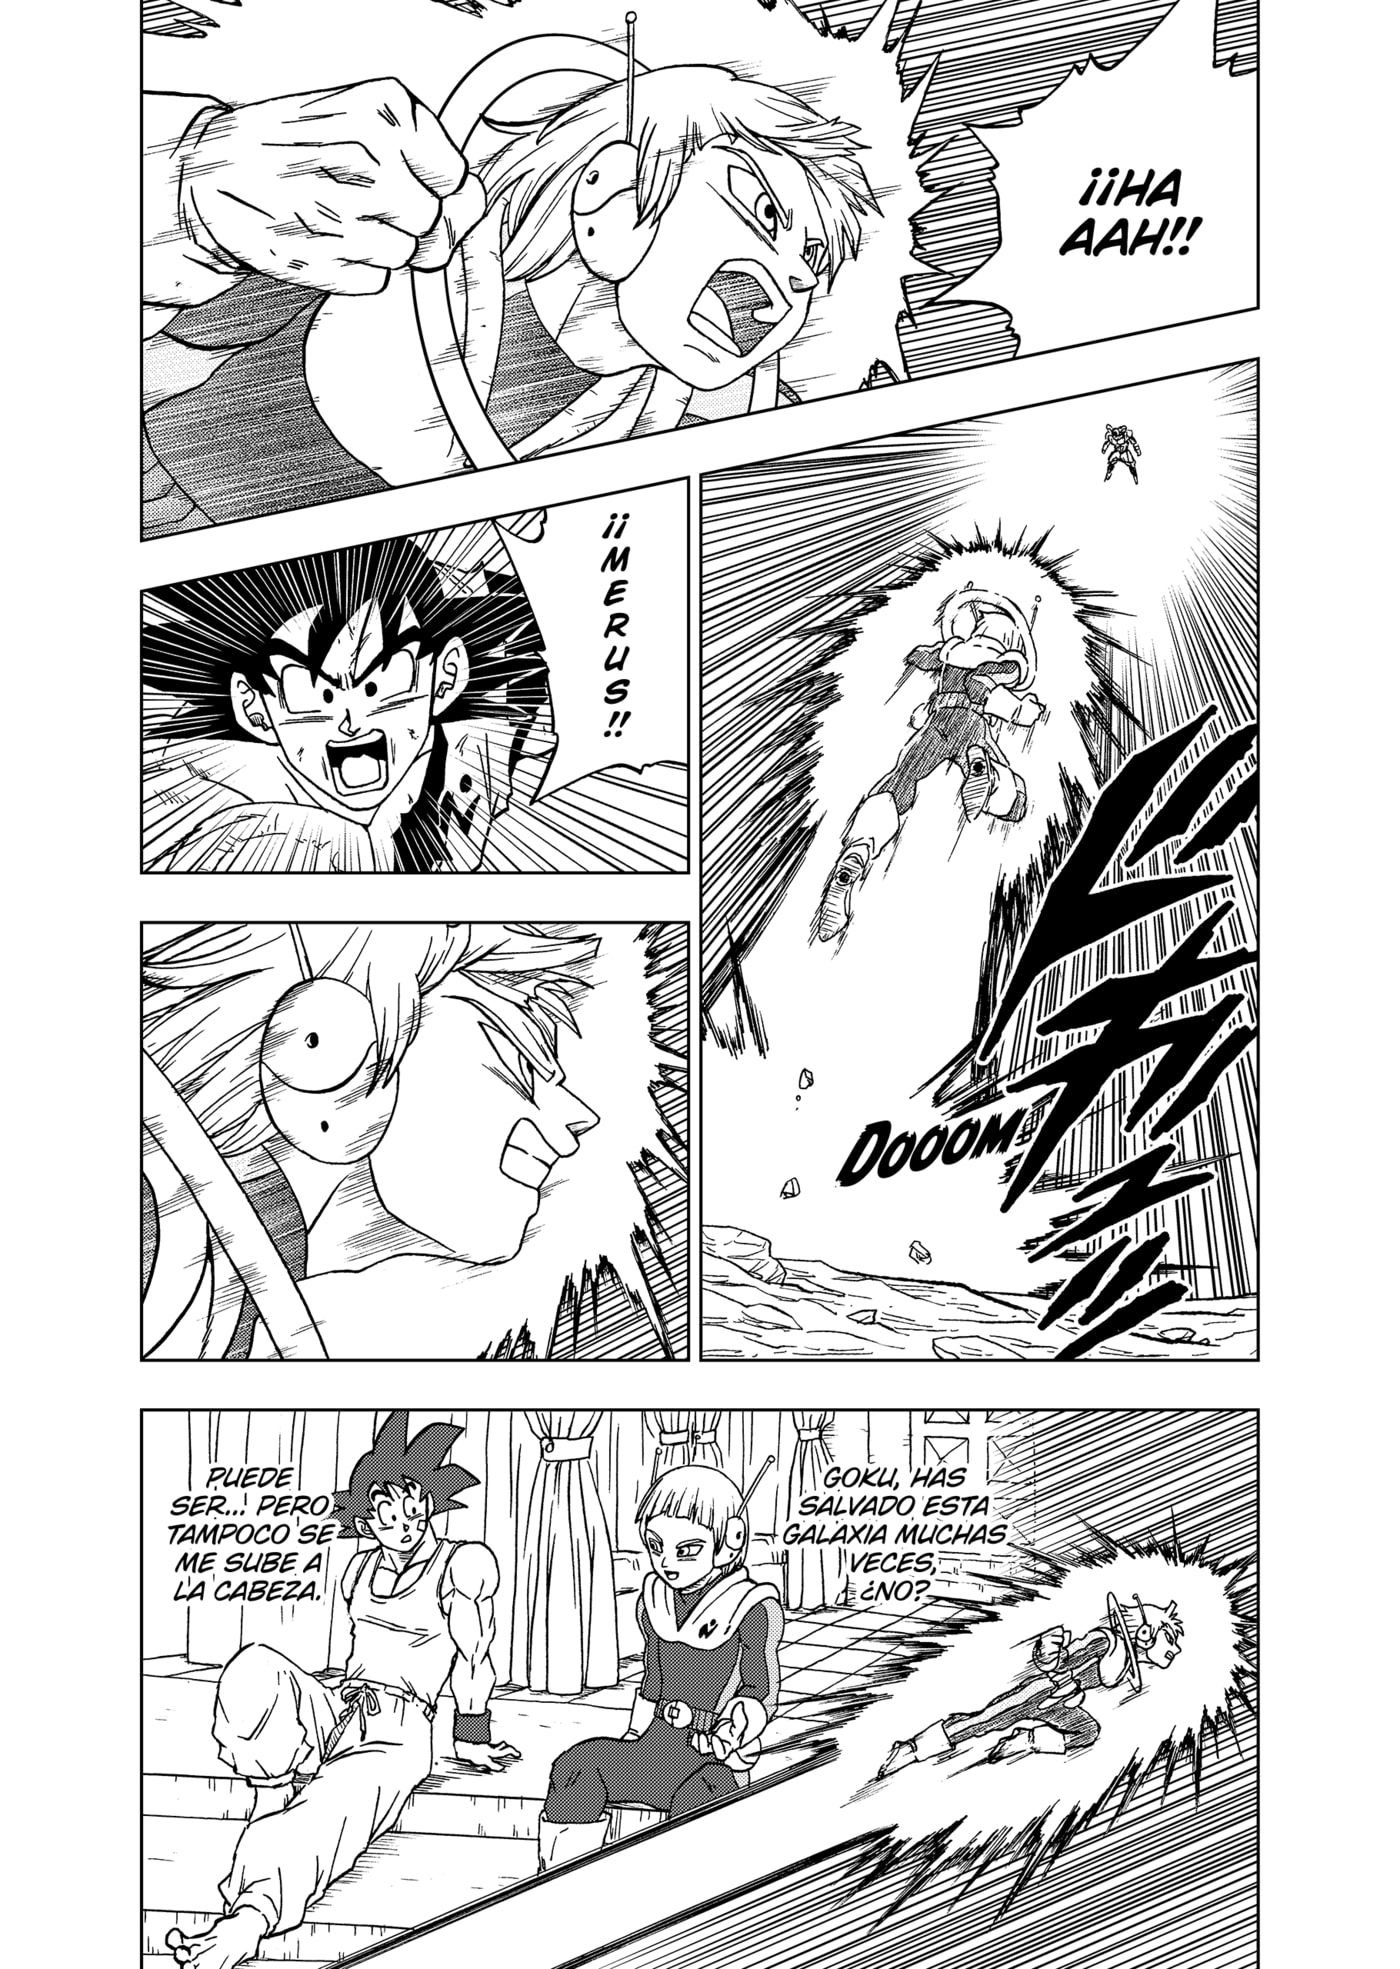 ¡¡HA
AAH!!
DOOOM
¡¡MERUS!!
GOKU, HAS
SALVADO ESTA
GALAXIA MUCHAS
VECES,
¿NO?
PUEDE
SER... PERO
TAMPOCO SE
ME SUBE A
LA CABEZA.